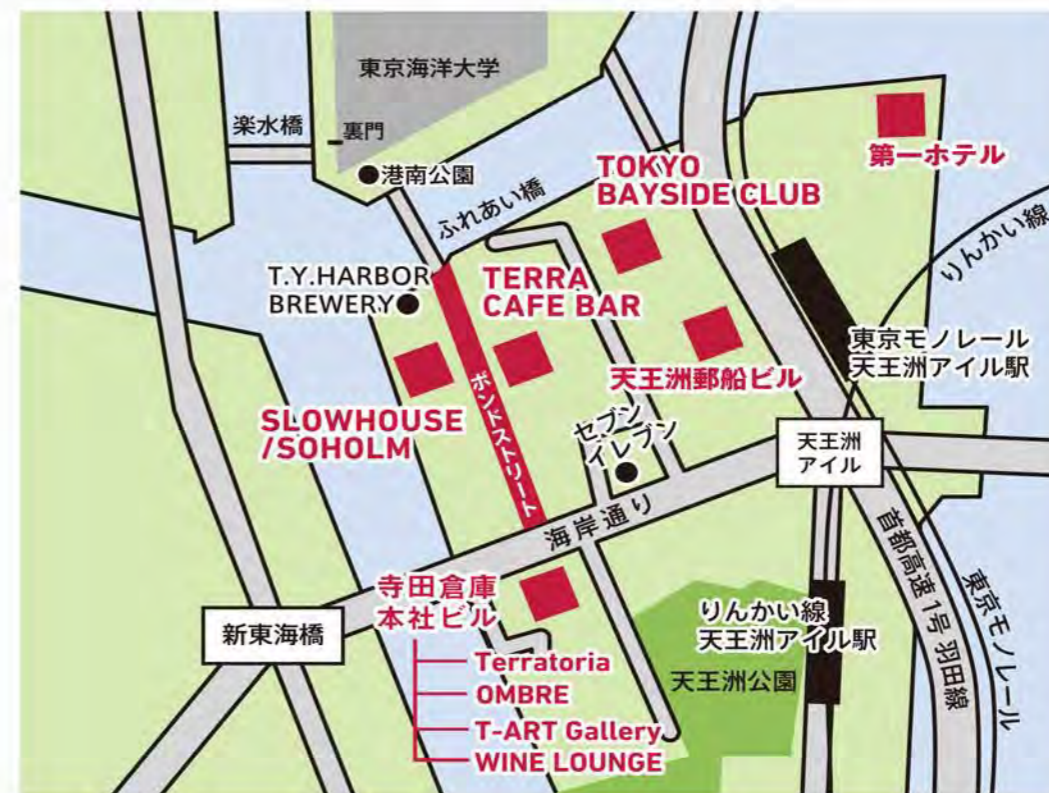 東京海洋大学
楽水橋
裏門
港南公園
ふれあい橋
TOKYO
BAYSIDE CLUB
第一ホテル
りんかい線
T.Y.HARBOR
BREWERY
TERRA
CAFE BAR
東京モノレール
天王洲アイル駅
天王洲郵船ビル
SLOWHOUSE
/SOHOLM
ボンドストリート
セブン
イレブン
天王洲
アイル
海岸通り
首都高速1号羽田線
東京モノレール
寺田倉庫
本社ビル
新東海橋
りんかい線
天王洲アイル駅
天王洲公園
Terratoria
OMBRE
T-ART Gallery
WINE LOUNGE